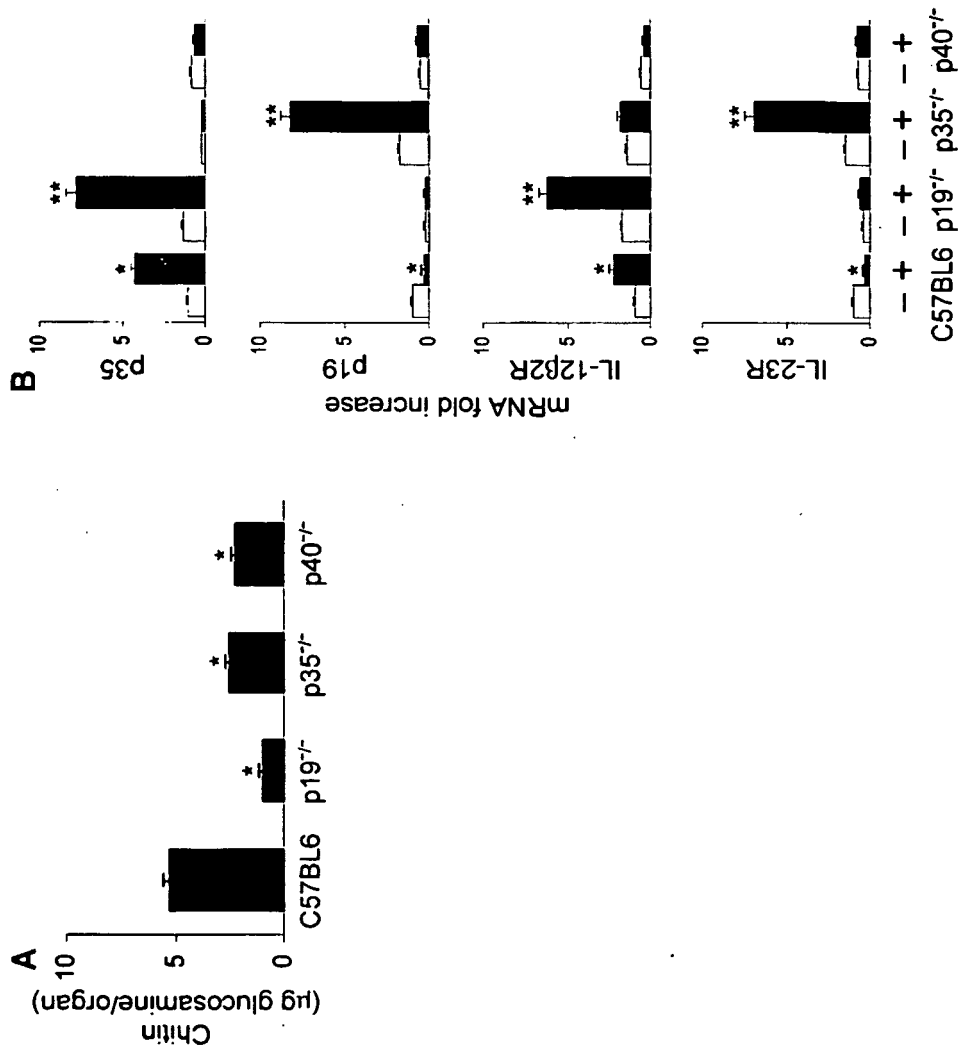 A
Chitin
(µg glucosamine/organ)
10
5
0
C57BL6 p19-/- p35-/- p40-/-
* * *
B
mRNA fold increase
10
5
0
p35
* **
10
5
0
p19
* **
10
5
0
IL-12β2R
* **
10
5
0
IL-23R
* **
– + – + – + – +
C57BL6 p19-/- p35-/- p40-/-